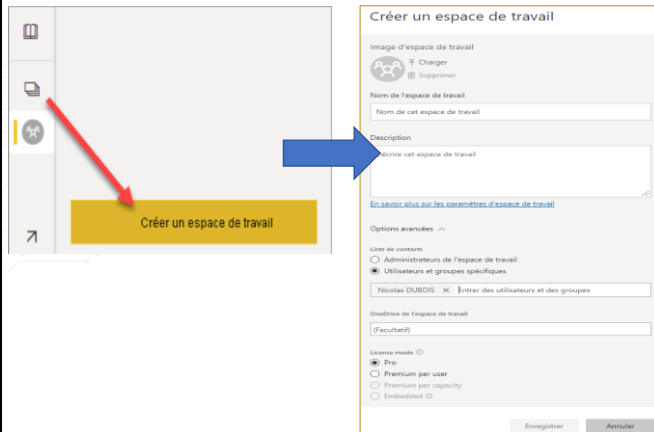 Créer un espace de travail
Créer un espace de travail
Image d'espace de travail
Charger
Supprimer
Nom de l'espace de travail
Nom de cet espace de travail
Description
Décrire cet espace de travail
En savoir plus sur les paramètres d'espace de travail
Options avancées
Liste de contacts
Administrateurs de l'espace de travail
Utilisateurs et groupes spécifiques
Nicolas DUBOIS × Entrer des utilisateurs et des groupes
OneDrive de l'espace de travail
(Facultatif)
License mode
Pro
Premium per user
Premium per capacity
Embedded
Enregistrer Annuler